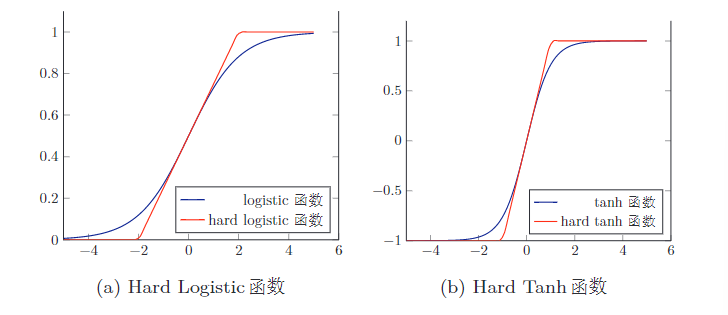 1
0.8
0.6
0.4
0.2
0
−4 −2 0 2 4 6
logistic 函数
hard logistic 函数
(a) Hard Logistic 函数
1
0.5
0
−0.5
−1
−4 −2 0 2 4 6
tanh 函数
hard tanh 函数
(b) Hard Tanh 函数